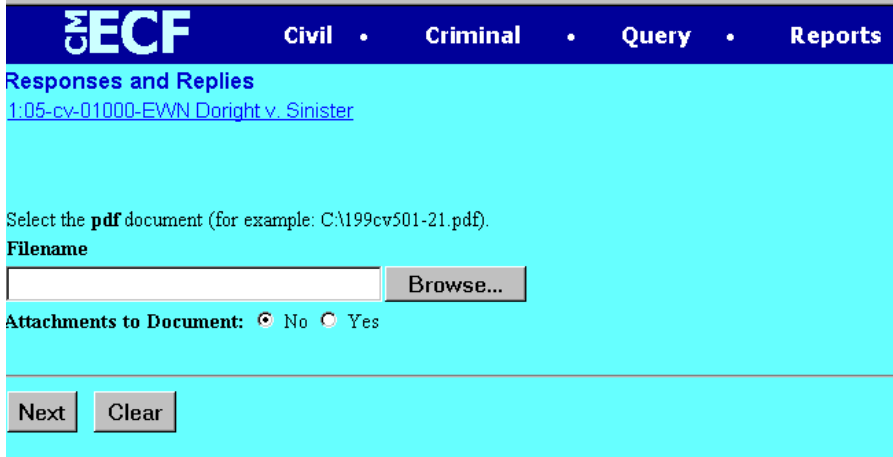 CM ECF Civil • Criminal • Query • Reports
Responses and Replies
1:05-cv-01000-EWN Doright v. Sinister
Select the pdf document (for example: C:\199cv501-21.pdf).
Filename
Browse...
Attachments to Document: No Yes
Next Clear